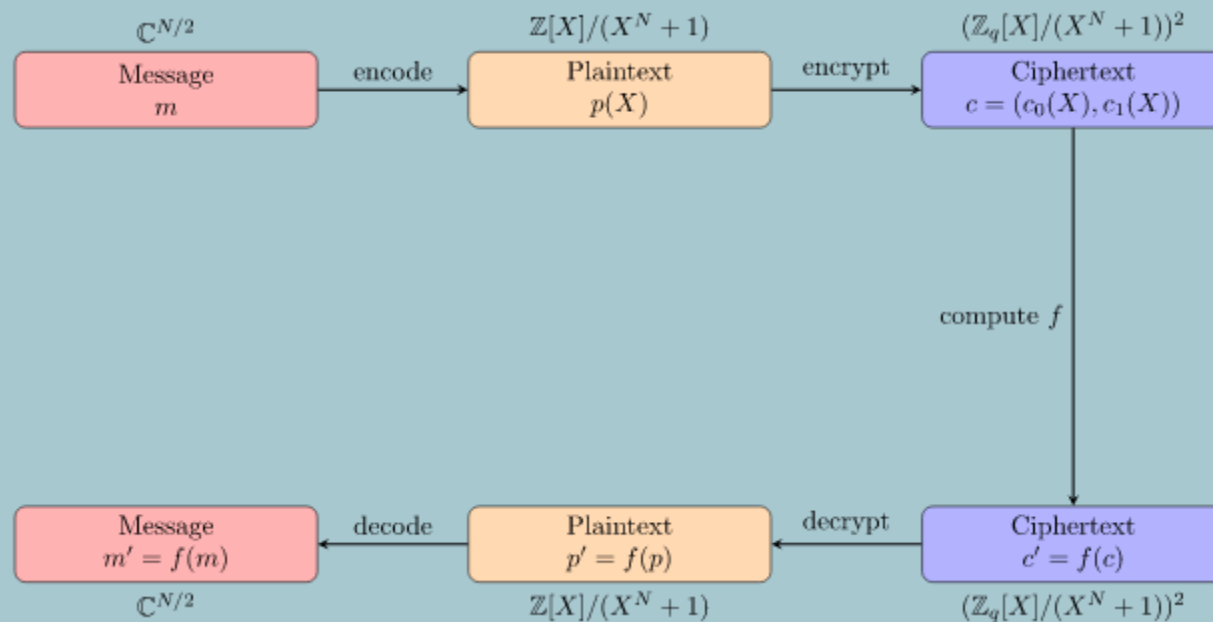 ℂ^{N/2}
ℤ[X]/(X^N + 1)
(ℤ_q[X]/(X^N + 1))^2
Message
m
encode
Plaintext
p(X)
encrypt
Ciphertext
c = (c_0(X), c_1(X))
compute f
Message
m′ = f(m)
decode
Plaintext
p′ = f(p)
decrypt
Ciphertext
c′ = f(c)
ℂ^{N/2}
ℤ[X]/(X^N + 1)
(ℤ_q[X]/(X^N + 1))^2